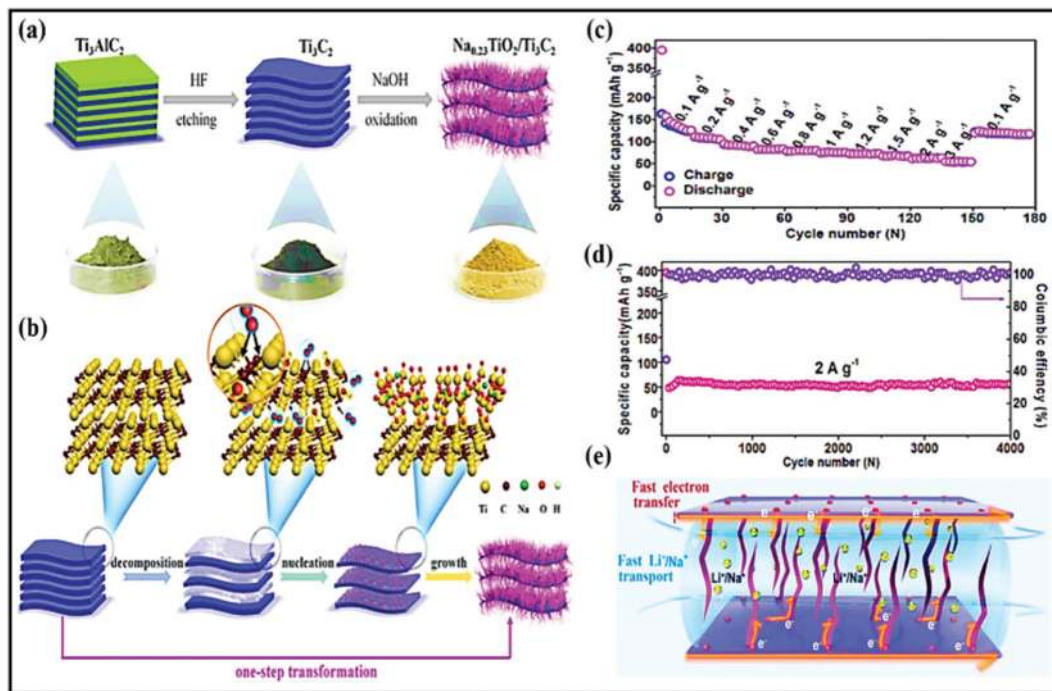 (a)
Ti3AlC2
Ti3C2
Na0.23TiO2/Ti3C2
HF
etching
NaOH
oxidation
(b)
Ti C Na O H
decomposition
nucleation
growth
one-step transformation
(c)
Specific capacity (mAh g-1)
400
350
200
150
100
50
0
0.1 A g-1
0.2 A g-1
0.4 A g-1
0.6 A g-1
0.8 A g-1
1 A g-1
1.2 A g-1
1.5 A g-1
2 A g-1
3 A g-1
0.1 A g-1
Charge
Discharge
0 30 60 90 120 150 180
Cycle number (N)
(d)
Specific capacity(mAh g-1)
400
350
200
150
100
50
0
2 A g-1
100
80
60
40
20
0
Columbic effiency (%)
0 1000 2000 3000 4000
Cycle number (N)
(e)
Fast electron
transfer
Fast Li+/Na+
transport
e- e- e- e- e-
Li+/Na+ Li+/Na+
e- e- e- e-
e- e- e-